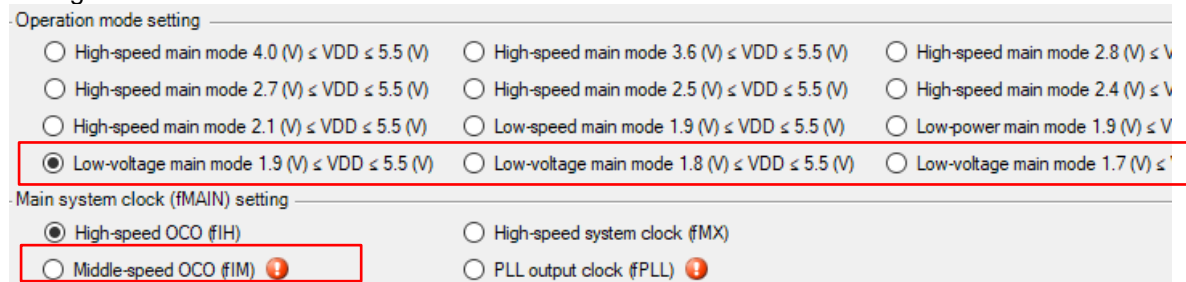 Operation mode setting
High-speed main mode 4.0 (V) ≤ VDD ≤ 5.5 (V) High-speed main mode 3.6 (V) ≤ VDD ≤ 5.5 (V) High-speed main mode 2.8 (V) ≤ V
High-speed main mode 2.7 (V) ≤ VDD ≤ 5.5 (V) High-speed main mode 2.5 (V) ≤ VDD ≤ 5.5 (V) High-speed main mode 2.4 (V) ≤ V
High-speed main mode 2.1 (V) ≤ VDD ≤ 5.5 (V) Low-speed main mode 1.9 (V) ≤ VDD ≤ 5.5 (V) Low-power main mode 1.9 (V) ≤ V
Low-voltage main mode 1.9 (V) ≤ VDD ≤ 5.5 (V) Low-voltage main mode 1.8 (V) ≤ VDD ≤ 5.5 (V) Low-voltage main mode 1.7 (V) ≤
Main system clock (fMAIN) setting
High-speed OCO (fIH) High-speed system clock (fMX)
Middle-speed OCO (fIM) PLL output clock (fPLL)